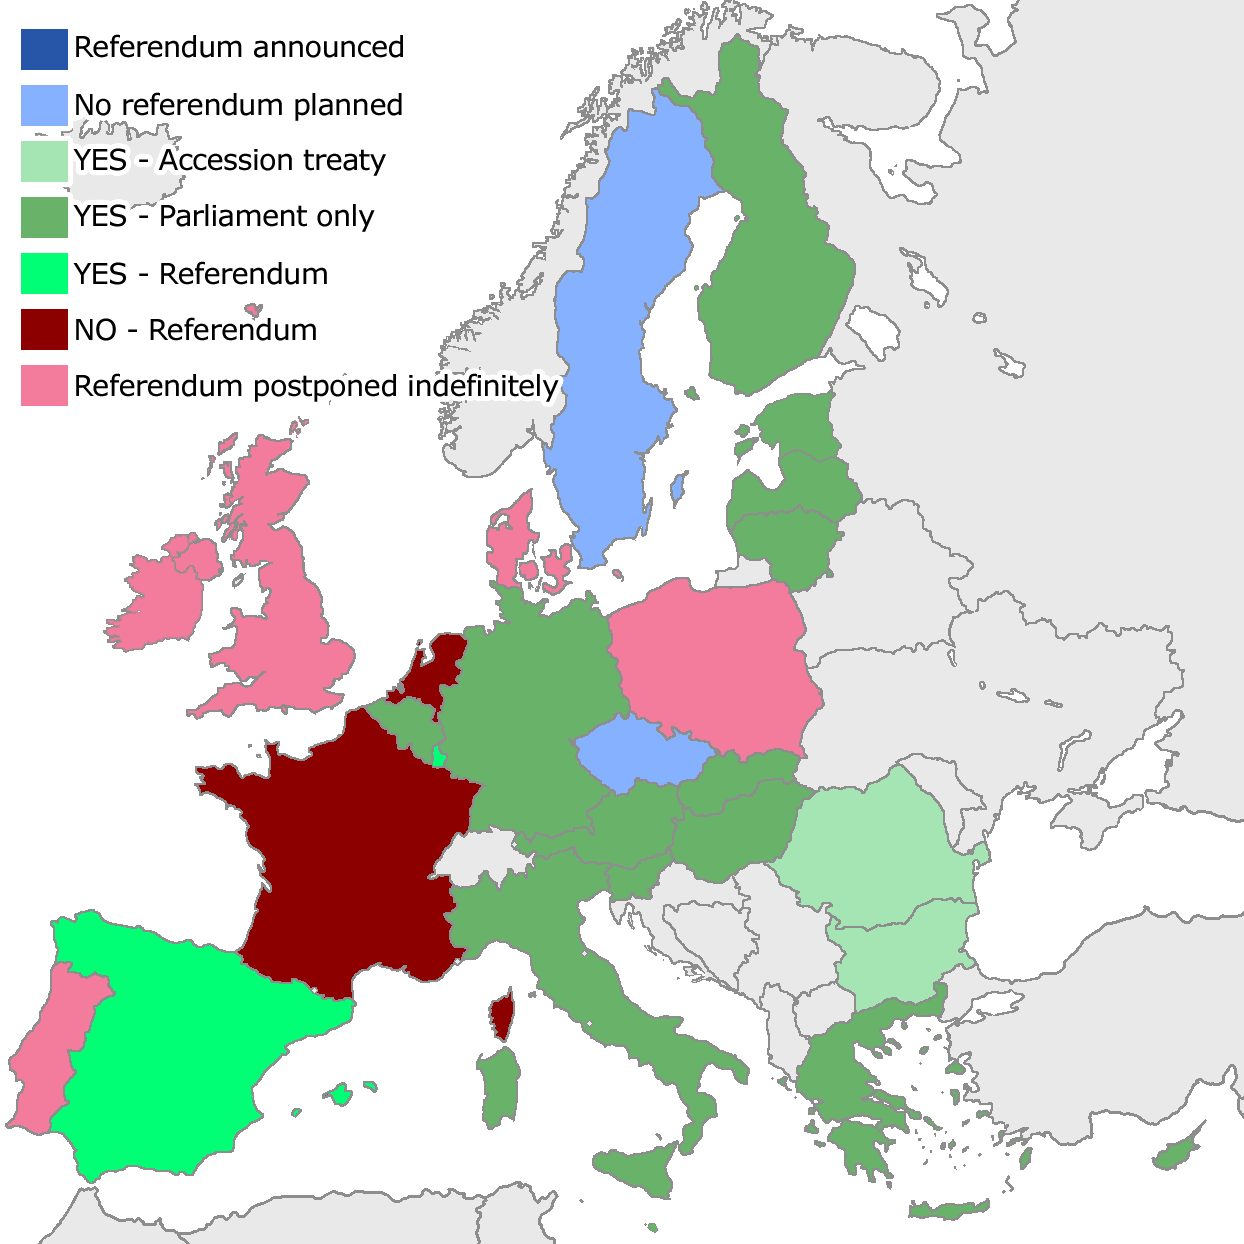 Referendum announced
No referendum planned
YES - Accession treaty
YES - Parliament only
YES - Referendum
NO - Referendum
Referendum postponed indefinitely